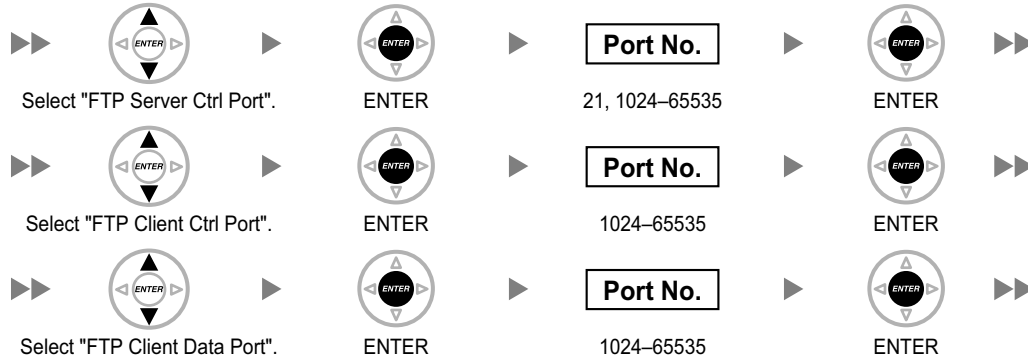 ENTER ENTER Port No. ENTER
Select "FTP Server Ctrl Port". ENTER 21, 1024–65535 ENTER
ENTER ENTER Port No. ENTER
Select "FTP Client Ctrl Port". ENTER 1024–65535 ENTER
ENTER ENTER Port No. ENTER
Select "FTP Client Data Port". ENTER 1024–65535 ENTER